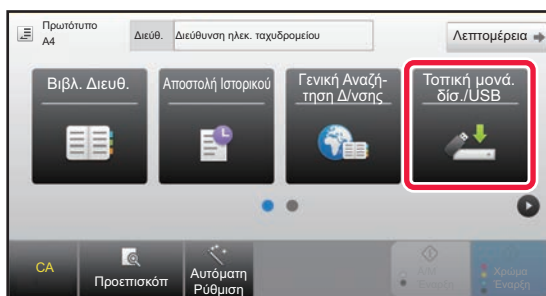 Πρωτότυπο
A4
Διεύθ.
Διεύθυνση ηλεκ. ταχυδρομείου
Λεπτομέρεια
Βιβλ. Διευθ.
Αποστολή Ιστορικού
Γενική Αναζή-
τηση Δ/νσης
Τοπική μονά.
δίσ./USB
CA
Προεπισκόπ
Αυτόματη
Ρύθμιση
A/M
Έναρξη
Χρώμα
Έναρξη